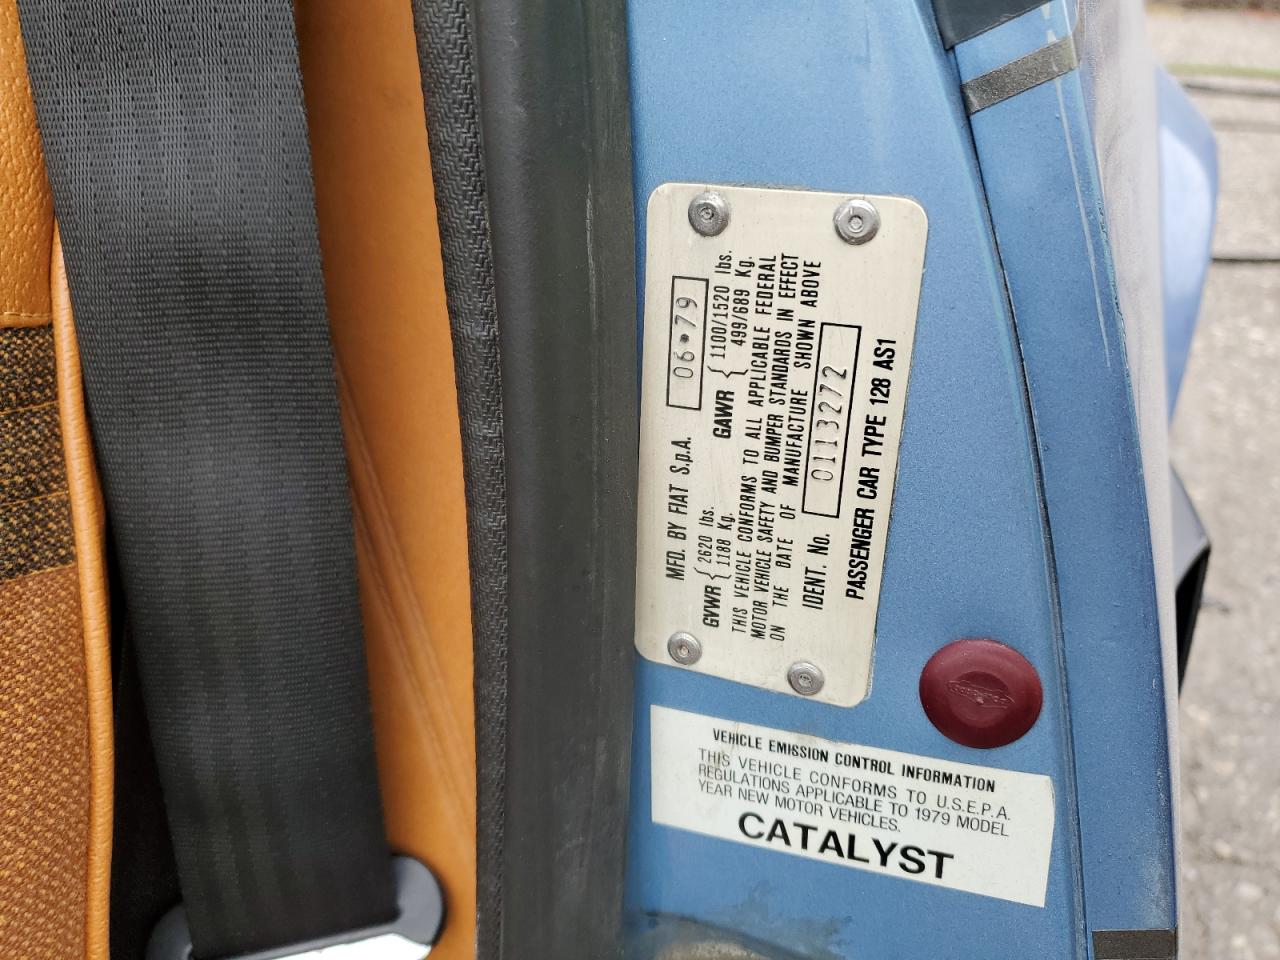 MFD. BY FIAT S.p.A. 06•79
GVWR { 2620 lbs. 1188 Kg. GAWR { 1100/1520 lbs. 499/689 Kg.
THIS VEHICLE CONFORMS TO ALL APPLICABLE FEDERAL
MOTOR VEHICLE SAFETY AND BUMPER STANDARDS IN EFFECT
ON THE DATE OF MANUFACTURE SHOWN ABOVE
IDENT. No. 0113272
PASSENGER CAR TYPE 128 AS1
VEHICLE EMISSION CONTROL INFORMATION
THIS VEHICLE CONFORMS TO U.S.E.P.A.
REGULATIONS APPLICABLE TO 1979 MODEL
YEAR NEW MOTOR VEHICLES.
CATALYST